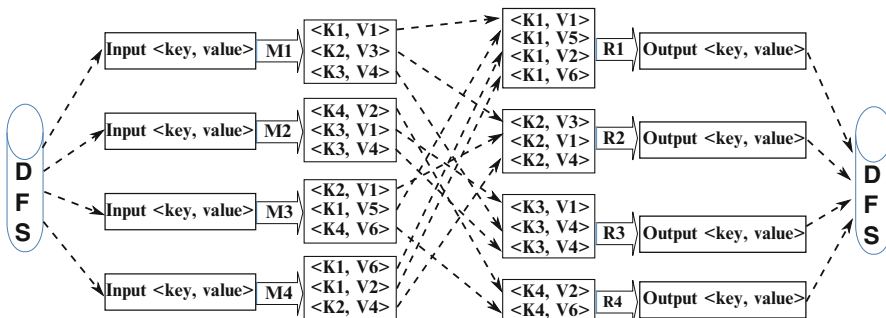 D
F
S
Input <key, value>
M1
<K1, V1>
<K2, V3>
<K3, V4>
Input <key, value>
M2
<K4, V2>
<K3, V1>
<K3, V4>
Input <key, value>
M3
<K2, V1>
<K1, V5>
<K4, V6>
Input <key, value>
M4
<K1, V6>
<K1, V2>
<K2, V4>
<K1, V1>
<K1, V5>
<K1, V2>
<K1, V6>
R1
Output <key, value>
<K2, V3>
<K2, V1>
<K2, V4>
R2
Output <key, value>
<K3, V1>
<K3, V4>
<K3, V4>
R3
Output <key, value>
<K4, V2>
<K4, V6>
R4
Output <key, value>
D
F
S